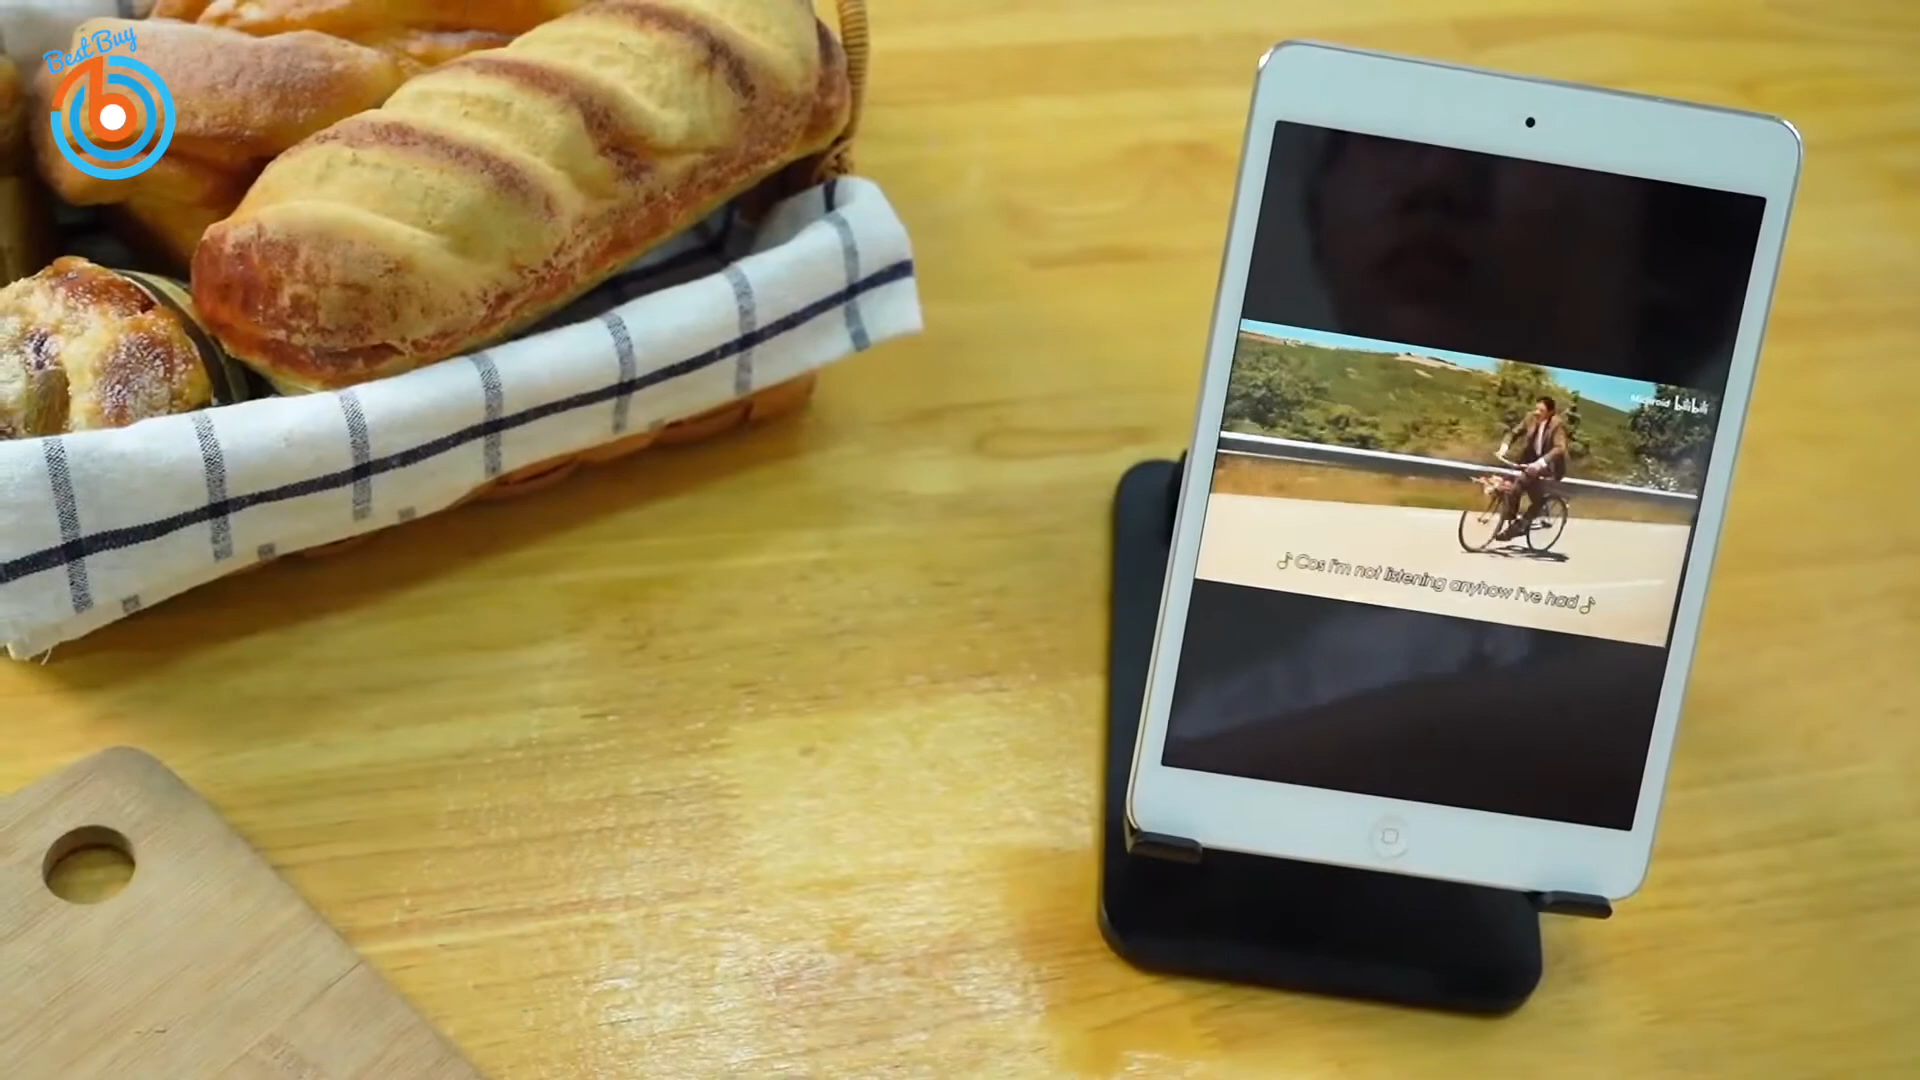 Best Buy
b
bilibili
♪ Cos I'm not listening anyhow I've had ♪